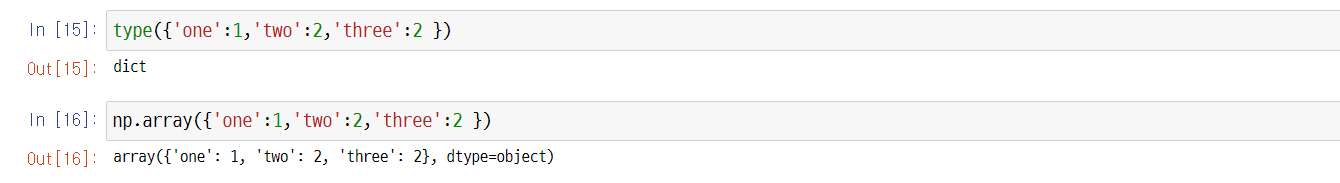 In [15]: type({'one':1,'two':2,'three':2 })
Out[15]: dict
In [16]: np.array({'one':1,'two':2,'three':2 })
Out[16]: array({'one': 1, 'two': 2, 'three': 2}, dtype=object)